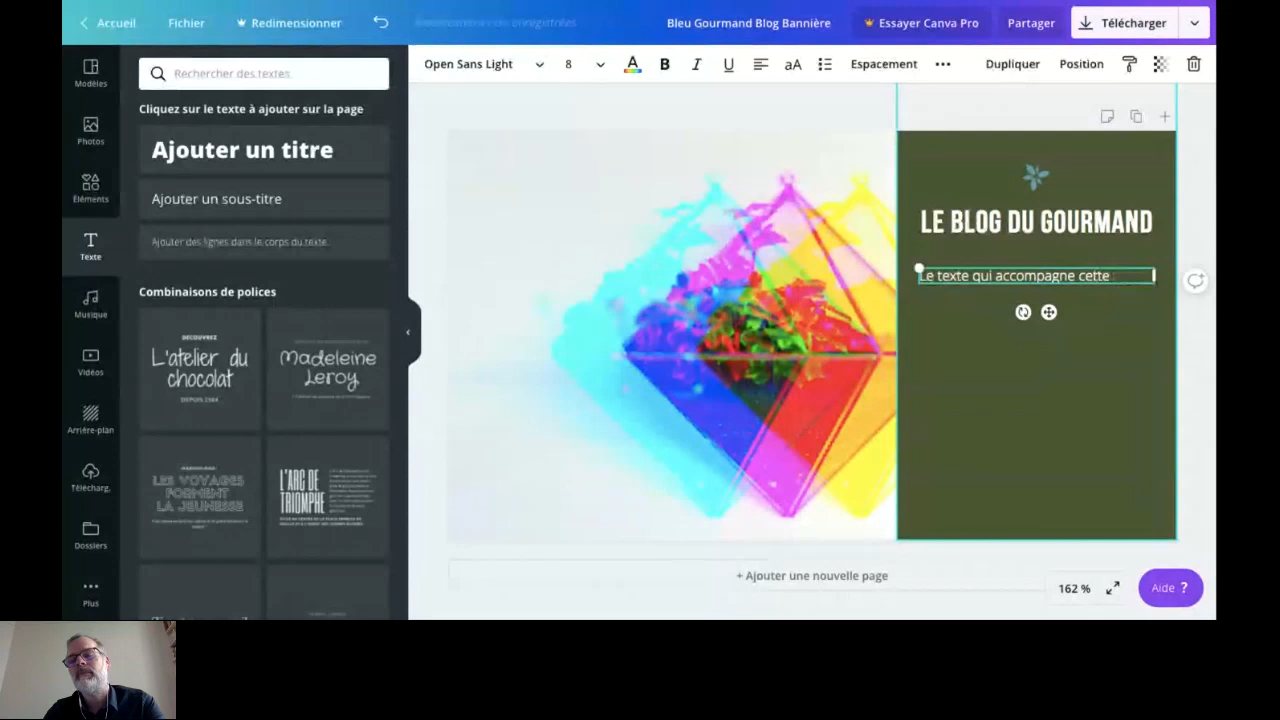 Accueil
Fichier
Redimensionner
Bleu Gourmand Blog Bannière
Essayer Canva Pro
Partager
Télécharger
Modèles
Photos
Éléments
Texte
Musique
Vidéos
Arrière-plan
Télécharg.
Dossiers
Plus
Rechercher des textes
Cliquez sur le texte à ajouter sur la page
Ajouter un titre
Ajouter un sous-titre
Ajouter des lignes dans le corps du texte
Combinaisons de polices
DÉCOUVREZ
L'atelier du
chocolat
DEPUIS
Madeleine
Leroy
LES VOYAGES
FORMENT
LA JEUNESSE
L'ARC DE
TRIOMPHE
Open Sans Light
8
A
B
I
U
aA
Espacement
Dupliquer
Position
LE BLOG DU GOURMAND
Le texte qui accompagne cette
+ Ajouter une nouvelle page
162 %
Aide ?